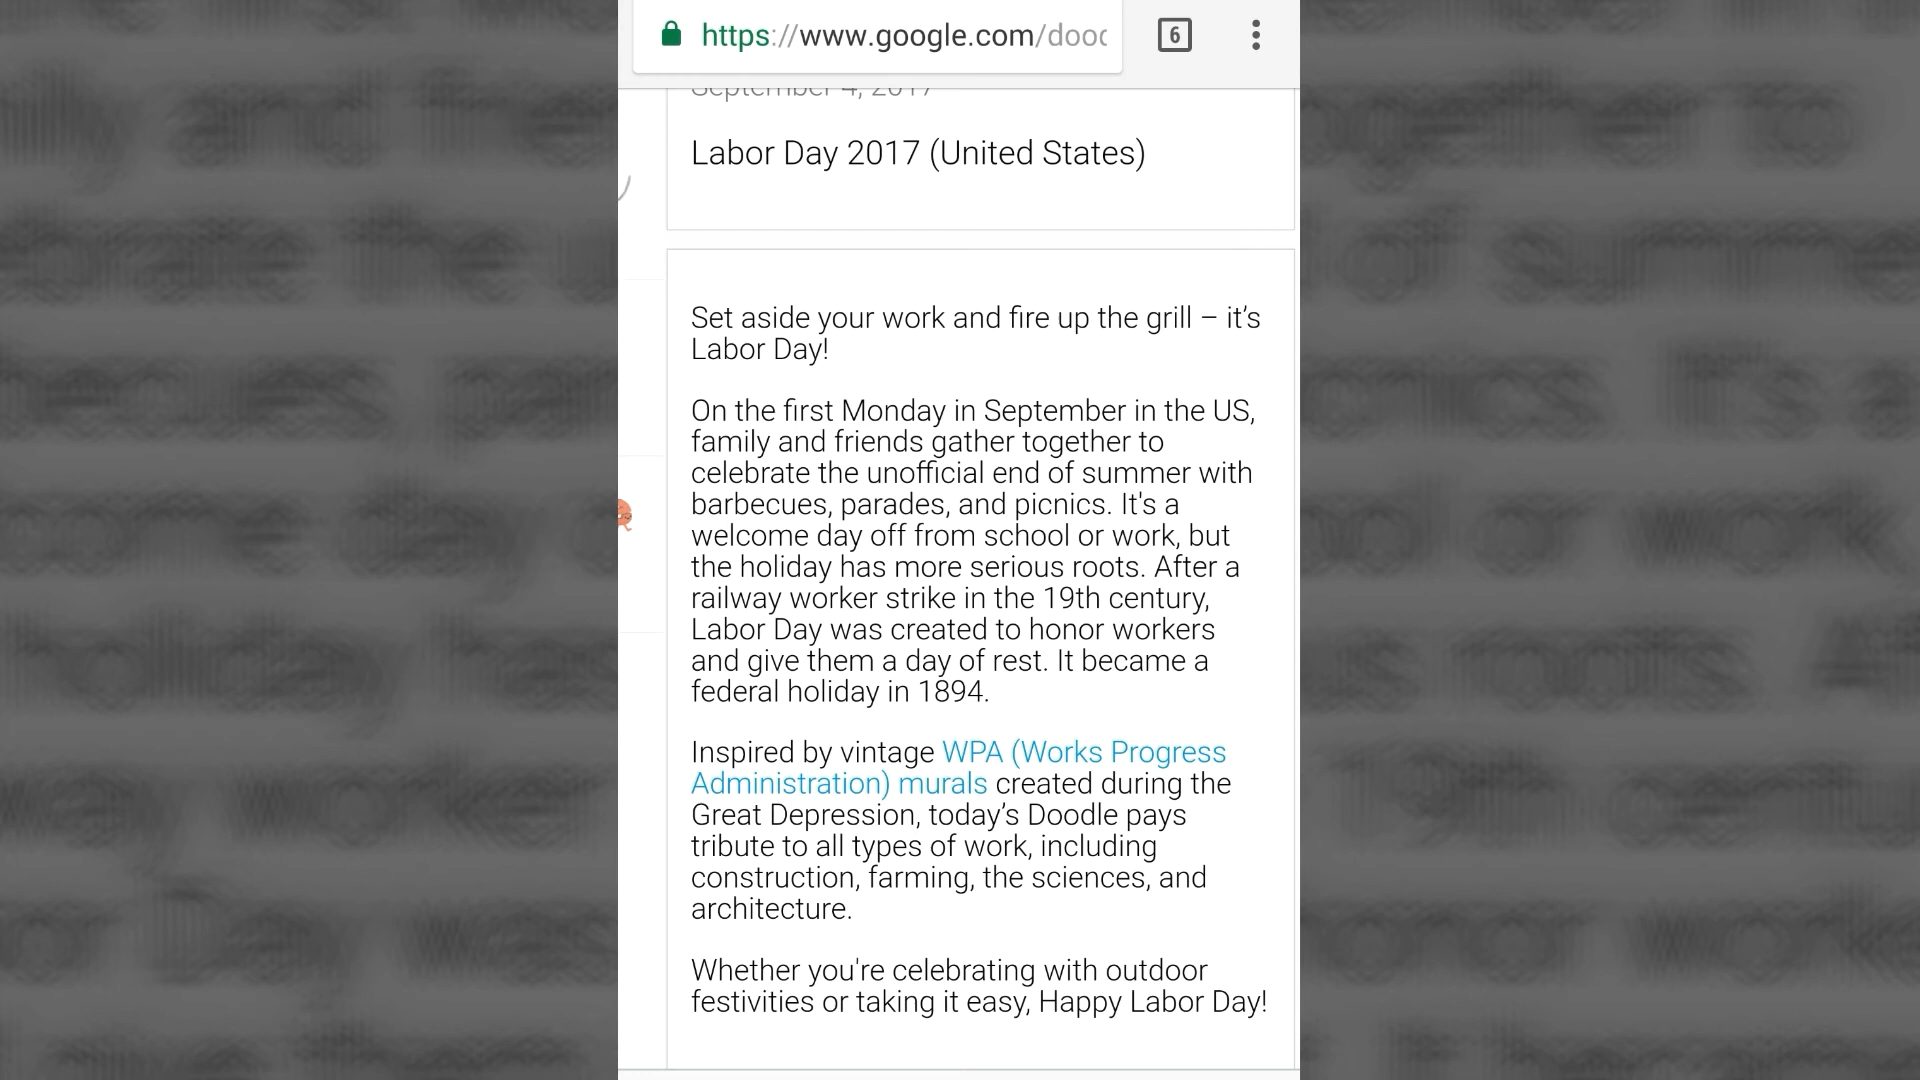 https://www.google.com/dood
6
September 4, 2017
Labor Day 2017 (United States)
Set aside your work and fire up the grill – it’s
Labor Day!
On the first Monday in September in the US,
family and friends gather together to
celebrate the unofficial end of summer with
barbecues, parades, and picnics. It's a
welcome day off from school or work, but
the holiday has more serious roots. After a
railway worker strike in the 19th century,
Labor Day was created to honor workers
and give them a day of rest. It became a
federal holiday in 1894.
Inspired by vintage WPA (Works Progress
Administration) murals created during the
Great Depression, today’s Doodle pays
tribute to all types of work, including
construction, farming, the sciences, and
architecture.
Whether you're celebrating with outdoor
festivities or taking it easy, Happy Labor Day!